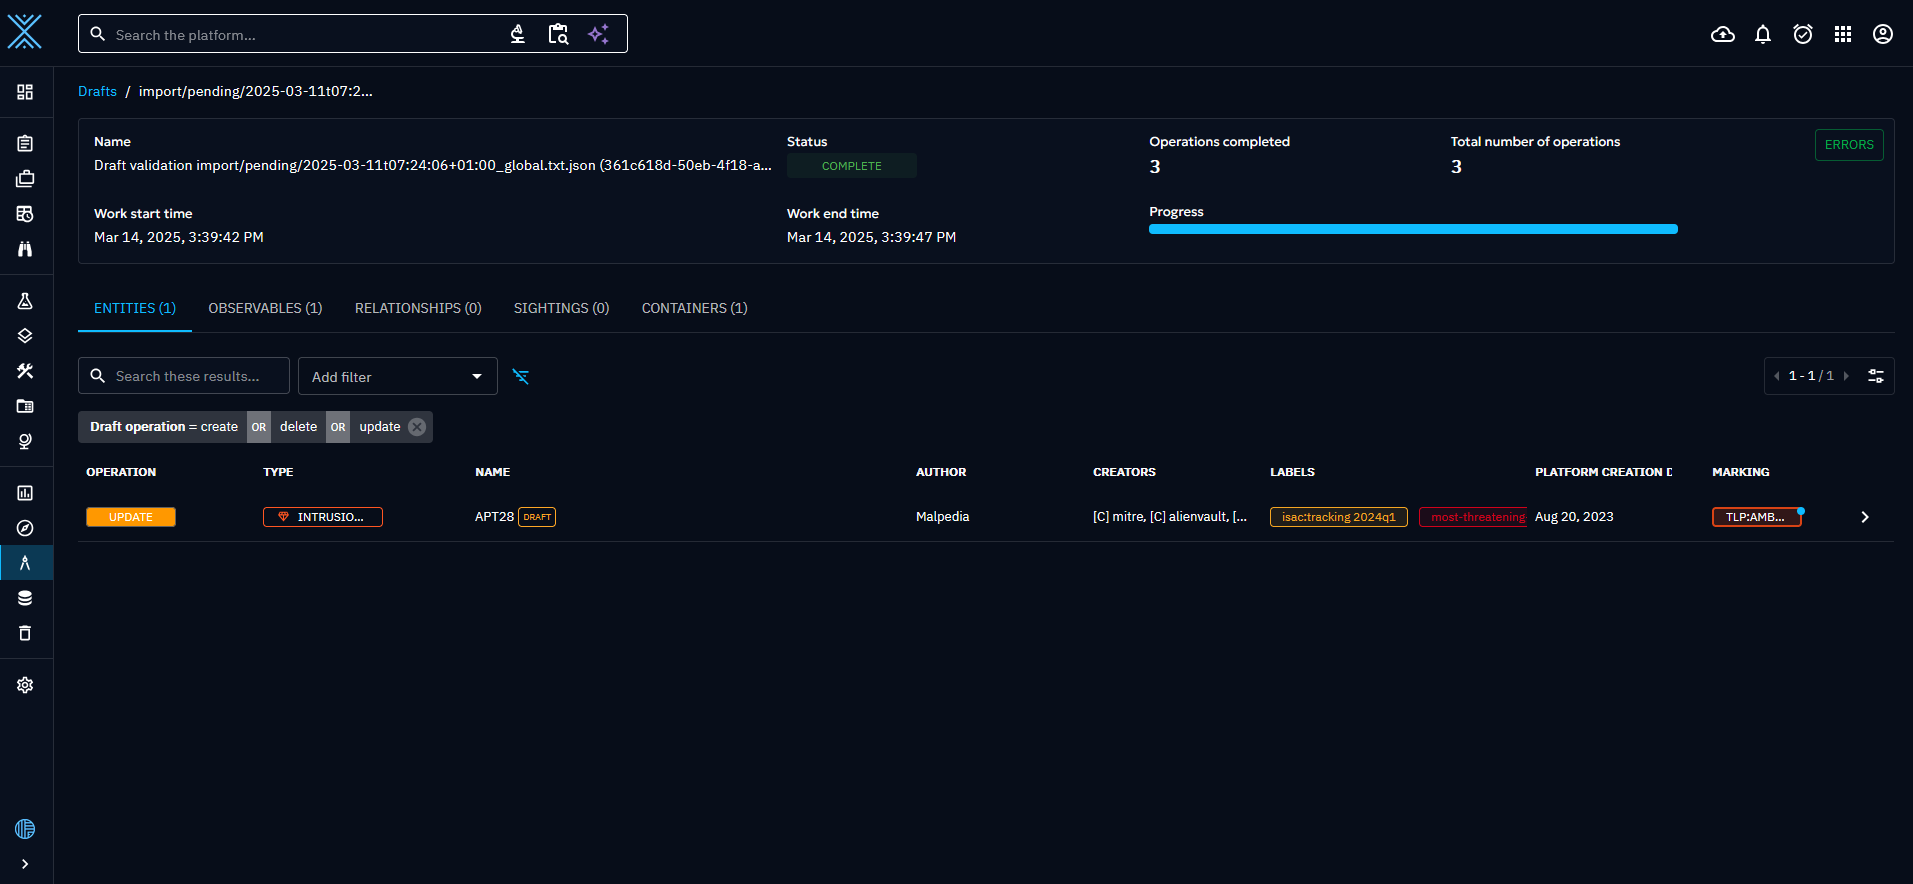 Search the platform...
Drafts / import/pending/2025-03-11t07:2...
Name
Draft validation import/pending/2025-03-11t07:24:06+01:00_global.txt.json (361c618d-50eb-4f18-a...
Status
COMPLETE
Operations completed
3
Total number of operations
3
ERRORS
Work start time
Mar 14, 2025, 3:39:42 PM
Work end time
Mar 14, 2025, 3:39:47 PM
Progress
ENTITIES (1) OBSERVABLES (1) RELATIONSHIPS (0) SIGHTINGS (0) CONTAINERS (1)
Search these results... Add filter 1 - 1 / 1
Draft operation = create OR delete OR update
OPERATION TYPE NAME AUTHOR CREATORS LABELS PLATFORM CREATION D MARKING
UPDATE INTRUSIO... APT28 DRAFT Malpedia [C] mitre, [C] alienvault, [... isac:tracking 2024q1 most-threatening Aug 20, 2023 TLP:AMB...